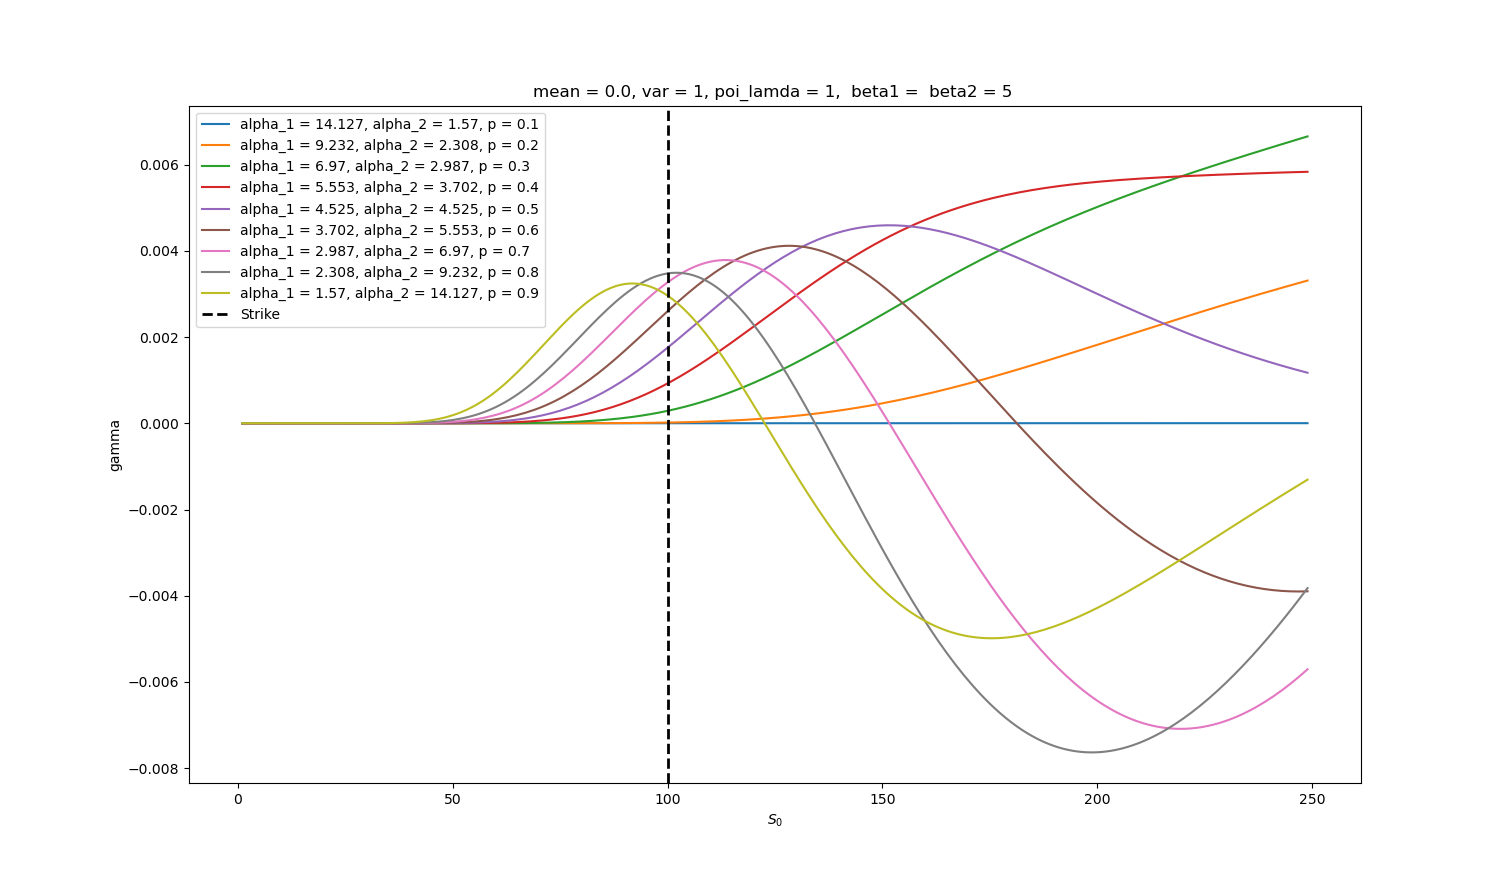 mean = 0.0, var = 1, poi_lamda = 1,  beta1 =  beta2 = 5
alpha_1 = 14.127, alpha_2 = 1.57, p = 0.1
alpha_1 = 9.232, alpha_2 = 2.308, p = 0.2
alpha_1 = 6.97, alpha_2 = 2.987, p = 0.3
alpha_1 = 5.553, alpha_2 = 3.702, p = 0.4
alpha_1 = 4.525, alpha_2 = 4.525, p = 0.5
alpha_1 = 3.702, alpha_2 = 5.553, p = 0.6
alpha_1 = 2.987, alpha_2 = 6.97, p = 0.7
alpha_1 = 2.308, alpha_2 = 9.232, p = 0.8
alpha_1 = 1.57, alpha_2 = 14.127, p = 0.9
Strike
0.006
0.004
0.002
0.000
−0.002
−0.004
−0.006
−0.008
gamma
0 50 100 150 200 250
S₀